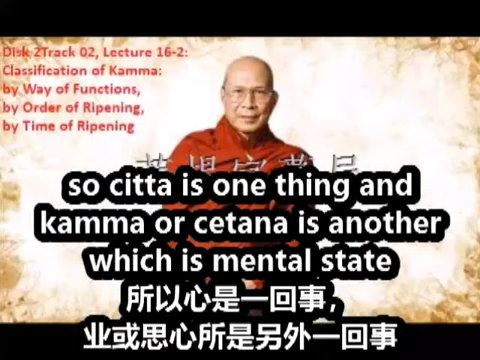 Disk 2Track 02, Lecture 16-2:
Classification of Kamma:
by Way of Functions,
by Order of Ripening,
by Time of Ripening
so citta is one thing and
kamma or cetana is another
which is mental state
所以心是一回事，
业或思心所是另外一回事